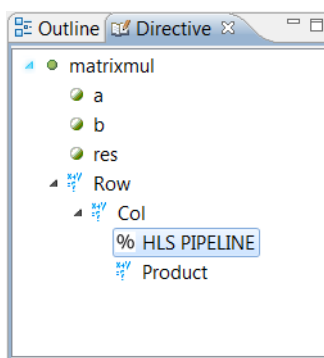 Outline Directive
matrixmul
a
b
res
Row
Col
% HLS PIPELINE
Product